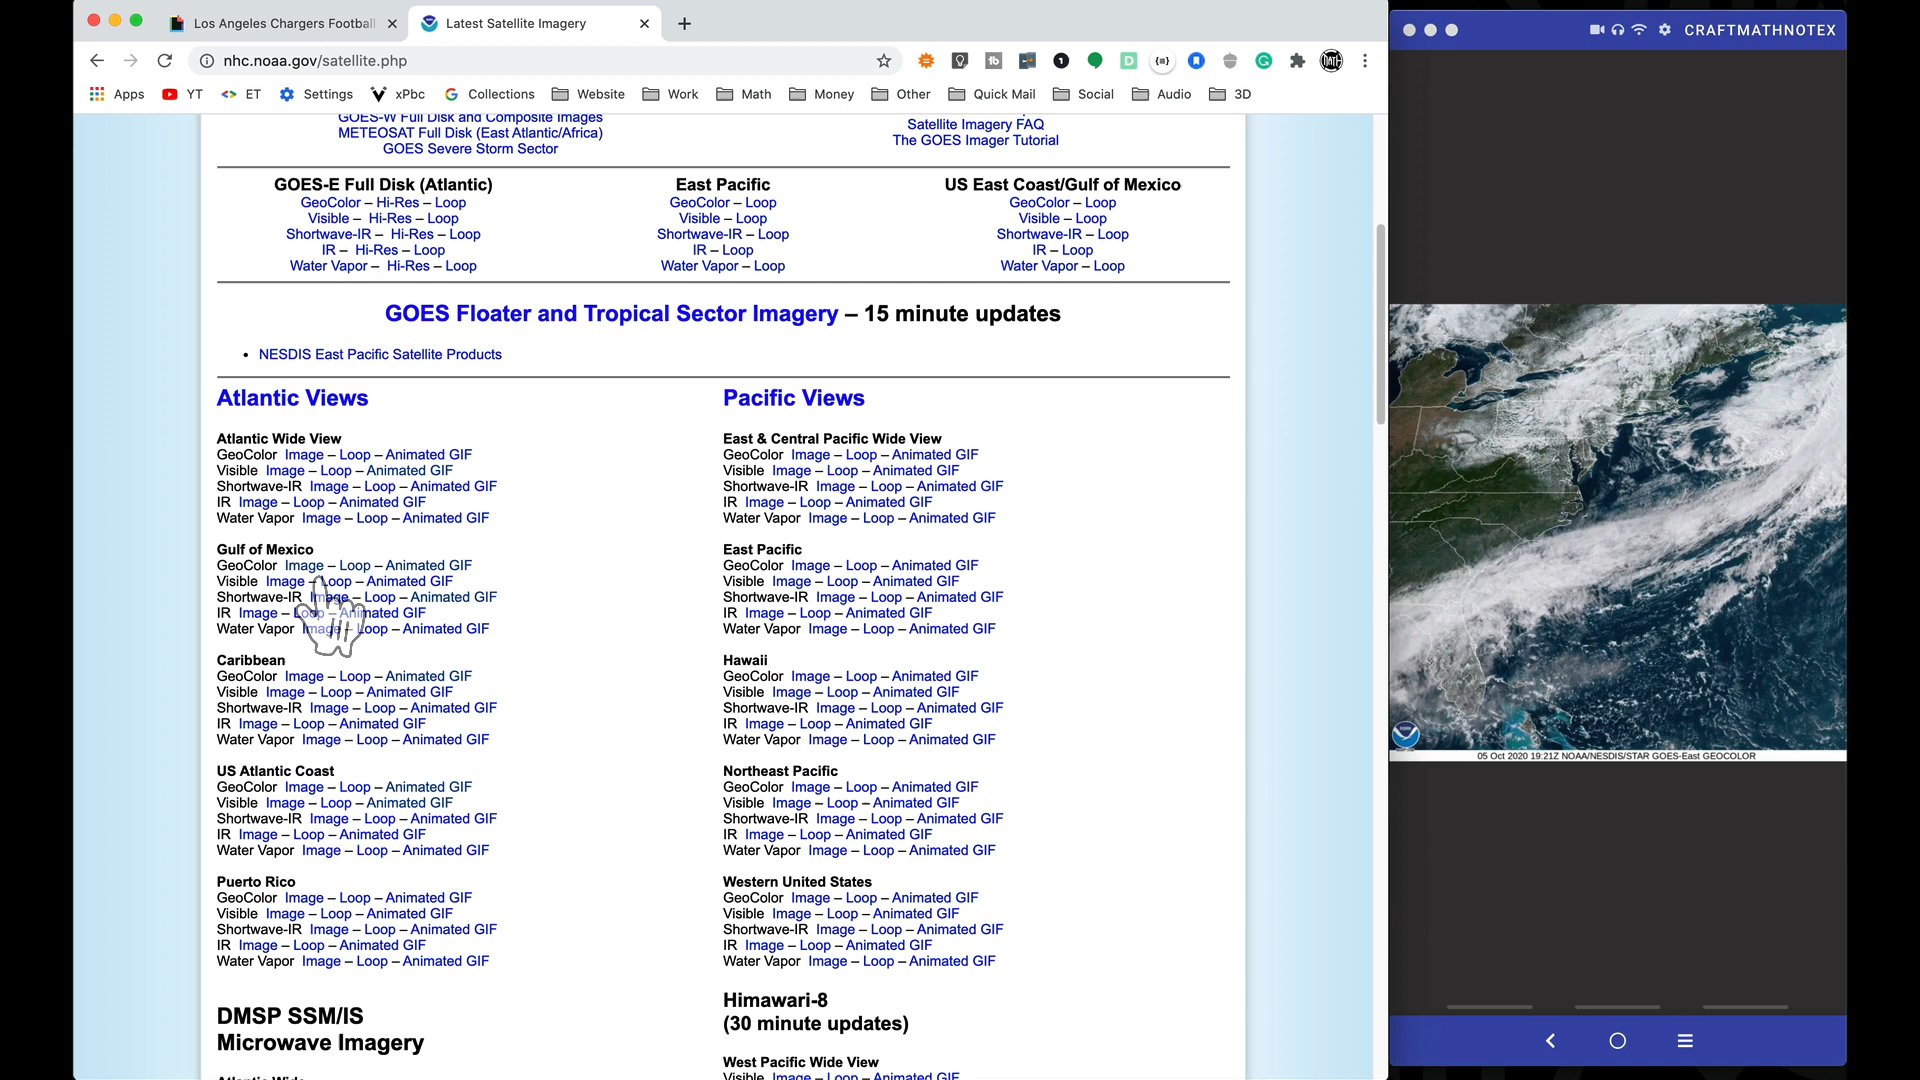 Los Angeles Chargers Football
Latest Satellite Imagery
nhc.noaa.gov/satellite.php
Apps YT ET Settings xPbc Collections Website Work Math Money Other Quick Mail Social Audio 3D
CRAFTMATHNOTEX
GOES-W Full Disk and Composite Images
METEOSAT Full Disk (East Atlantic/Africa)
GOES Severe Storm Sector
Satellite Imagery FAQ
The GOES Imager Tutorial
GOES-E Full Disk (Atlantic)
GeoColor – Hi-Res – Loop
Visible – Hi-Res – Loop
Shortwave-IR – Hi-Res – Loop
IR – Hi-Res – Loop
Water Vapor – Hi-Res – Loop
East Pacific
GeoColor – Loop
Visible – Loop
Shortwave-IR – Loop
IR – Loop
Water Vapor – Loop
US East Coast/Gulf of Mexico
GeoColor – Loop
Visible – Loop
Shortwave-IR – Loop
IR – Loop
Water Vapor – Loop
GOES Floater and Tropical Sector Imagery – 15 minute updates
• NESDIS East Pacific Satellite Products
Atlantic Views
Atlantic Wide View
GeoColor Image – Loop – Animated GIF
Visible Image – Loop – Animated GIF
Shortwave-IR Image – Loop – Animated GIF
IR Image – Loop – Animated GIF
Water Vapor Image – Loop – Animated GIF
Gulf of Mexico
GeoColor Image – Loop – Animated GIF
Visible Image – Loop – Animated GIF
Shortwave-IR Image – Loop – Animated GIF
IR Image – Loop – Animated GIF
Water Vapor Image – Loop – Animated GIF
Caribbean
GeoColor Image – Loop – Animated GIF
Visible Image – Loop – Animated GIF
Shortwave-IR Image – Loop – Animated GIF
IR Image – Loop – Animated GIF
Water Vapor Image – Loop – Animated GIF
US Atlantic Coast
GeoColor Image – Loop – Animated GIF
Visible Image – Loop – Animated GIF
Shortwave-IR Image – Loop – Animated GIF
IR Image – Loop – Animated GIF
Water Vapor Image – Loop – Animated GIF
Puerto Rico
GeoColor Image – Loop – Animated GIF
Visible Image – Loop – Animated GIF
Shortwave-IR Image – Loop – Animated GIF
IR Image – Loop – Animated GIF
Water Vapor Image – Loop – Animated GIF
DMSP SSM/IS
Microwave Imagery
Atlantic Wide
Pacific Views
East & Central Pacific Wide View
GeoColor Image – Loop – Animated GIF
Visible Image – Loop – Animated GIF
Shortwave-IR Image – Loop – Animated GIF
IR Image – Loop – Animated GIF
Water Vapor Image – Loop – Animated GIF
East Pacific
GeoColor Image – Loop – Animated GIF
Visible Image – Loop – Animated GIF
Shortwave-IR Image – Loop – Animated GIF
IR Image – Loop – Animated GIF
Water Vapor Image – Loop – Animated GIF
Hawaii
GeoColor Image – Loop – Animated GIF
Visible Image – Loop – Animated GIF
Shortwave-IR Image – Loop – Animated GIF
IR Image – Loop – Animated GIF
Water Vapor Image – Loop – Animated GIF
Northeast Pacific
GeoColor Image – Loop – Animated GIF
Visible Image – Loop – Animated GIF
Shortwave-IR Image – Loop – Animated GIF
IR Image – Loop – Animated GIF
Water Vapor Image – Loop – Animated GIF
Western United States
GeoColor Image – Loop – Animated GIF
Visible Image – Loop – Animated GIF
Shortwave-IR Image – Loop – Animated GIF
IR Image – Loop – Animated GIF
Water Vapor Image – Loop – Animated GIF
Himawari-8
(30 minute updates)
West Pacific Wide View
Visible Image – Loop – Animated GIF
05 Oct 2020 19:21Z NOAA/NESDIS/STAR GOES-East GEOCOLOR